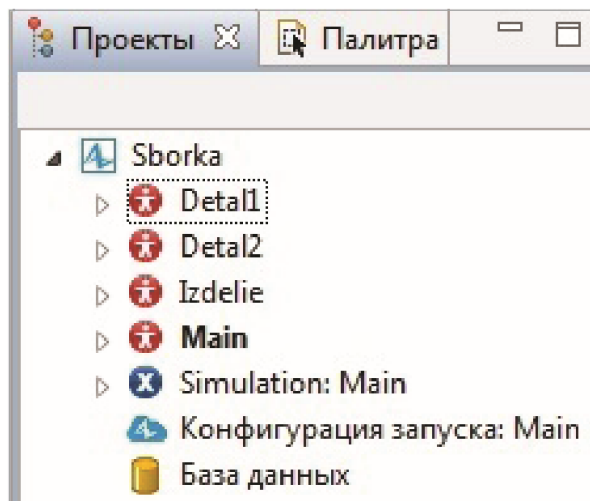 Проекты Палитра
Sborka
Detal1
Detal2
Izdelie
Main
Simulation: Main
Конфигурация запуска: Main
База данных